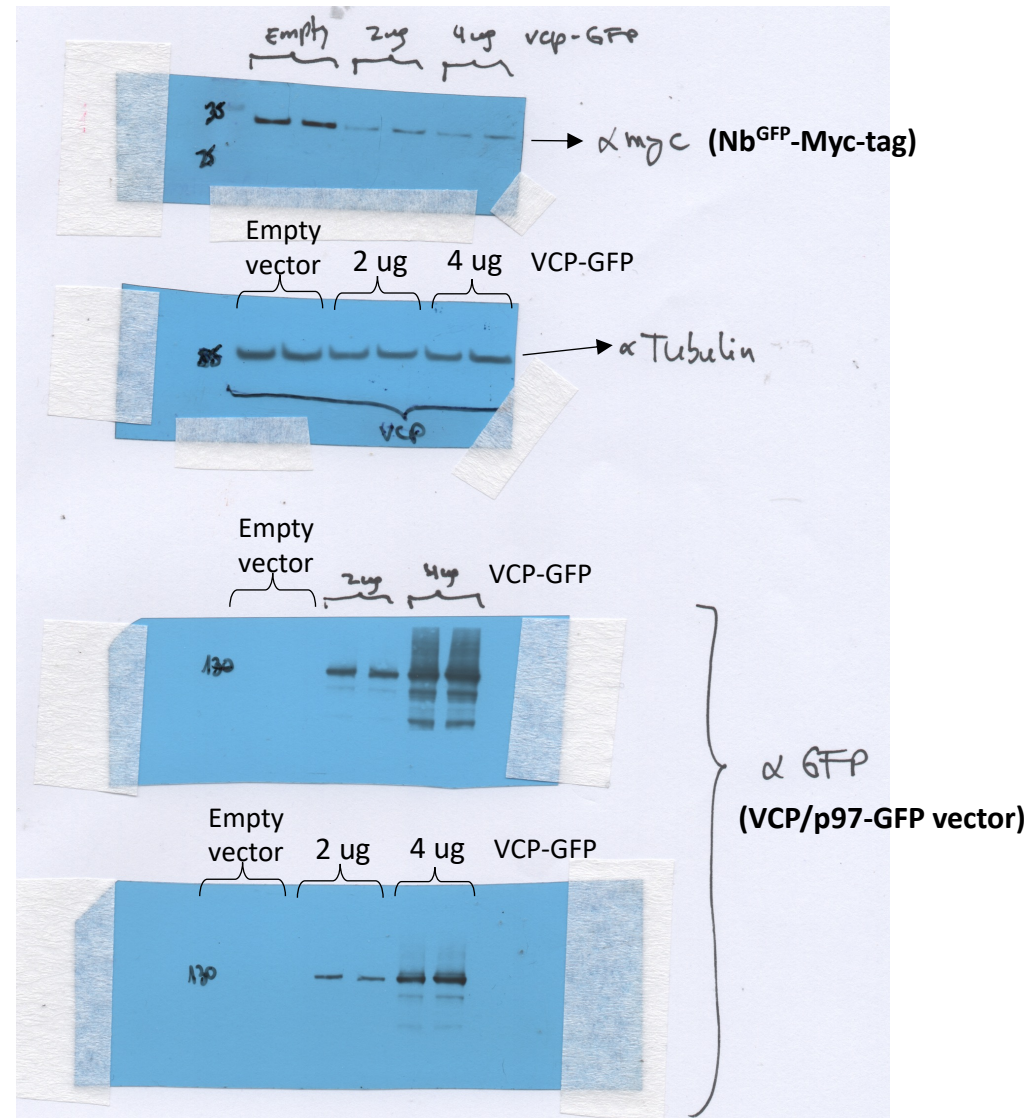 Empty 2ug 4ug VCP-GFP
35
25
α myc (Nb^GFP-Myc-tag)
Empty
vector 2 ug 4 ug VCP-GFP
α Tubulin
VCP
Empty
vector 2ug 4ug VCP-GFP
130
α GFP
(VCP/p97-GFP vector)
Empty
vector 2 ug 4 ug VCP-GFP
130